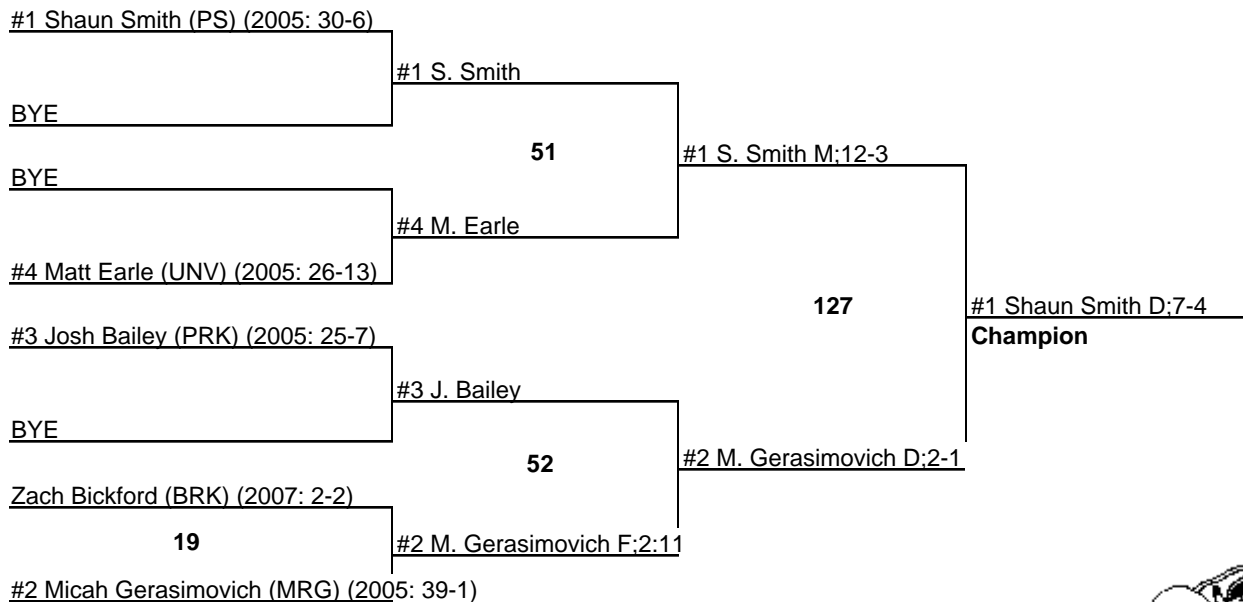 #1 Shaun Smith (PS) (2005: 30-6)
#1 S. Smith
BYE
51
#1 S. Smith M;12-3
BYE
#4 M. Earle
#4 Matt Earle (UNV) (2005: 26-13)
127
#1 Shaun Smith D;7-4
Champion
#3 Josh Bailey (PRK) (2005: 25-7)
#3 J. Bailey
BYE
52
#2 M. Gerasimovich D;2-1
Zach Bickford (BRK) (2007: 2-2)
19
#2 M. Gerasimovich F;2:11
#2 Micah Gerasimovich (MRG) (2005: 39-1)